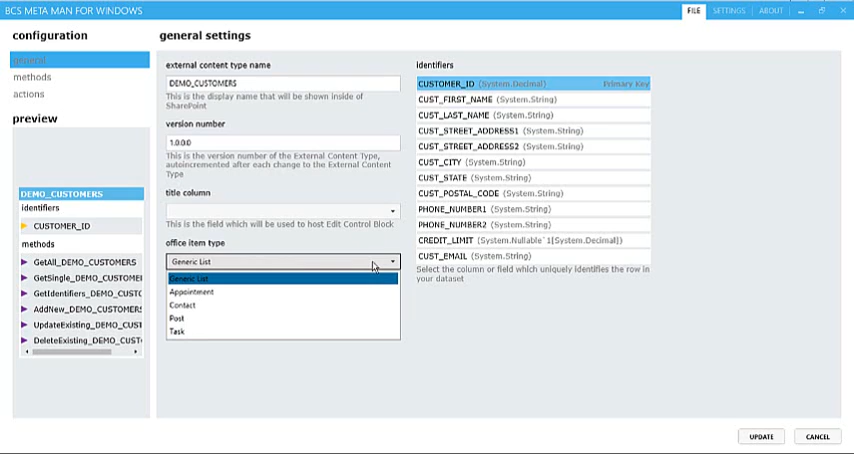 BCS META MAN FOR WINDOWS
FILE
SETTINGS
ABOUT
configuration
general
methods
actions
preview
DEMO_CUSTOMERS
identifiers
CUSTOMER_ID
methods
GetAll_DEMO_CUSTOMERS
GetSingle_DEMO_CUSTOMEI
GetIdentifiers_DEMO_CUSTC
AddNew_DEMO_CUSTOMERS
UpdateExisting_DEMO_CUST
DeleteExisting_DEMO_CUST
general settings
external content type name
DEMO_CUSTOMERS
This is the display name that will be shown inside of
SharePoint
version number
1.0.0.0
This is the version number of the External Content Type,
autoincremented after each change to the External Content
Type
title column
This is the field which will be used to host Edit Control Block
office item type
Generic List
Generic List
Appointment
Contact
Post
Task
identifiers
CUSTOMER_ID (System.Decimal) Primary Key
CUST_FIRST_NAME (System.String)
CUST_LAST_NAME (System.String)
CUST_STREET_ADDRESS1 (System.String)
CUST_STREET_ADDRESS2 (System.String)
CUST_CITY (System.String)
CUST_STATE (System.String)
CUST_POSTAL_CODE (System.String)
PHONE_NUMBER1 (System.String)
PHONE_NUMBER2 (System.String)
CREDIT_LIMIT (System.Nullable`1[System.Decimal])
CUST_EMAIL (System.String)
Select the column or field which uniquely identifies the row in
your dataset
UPDATE
CANCEL